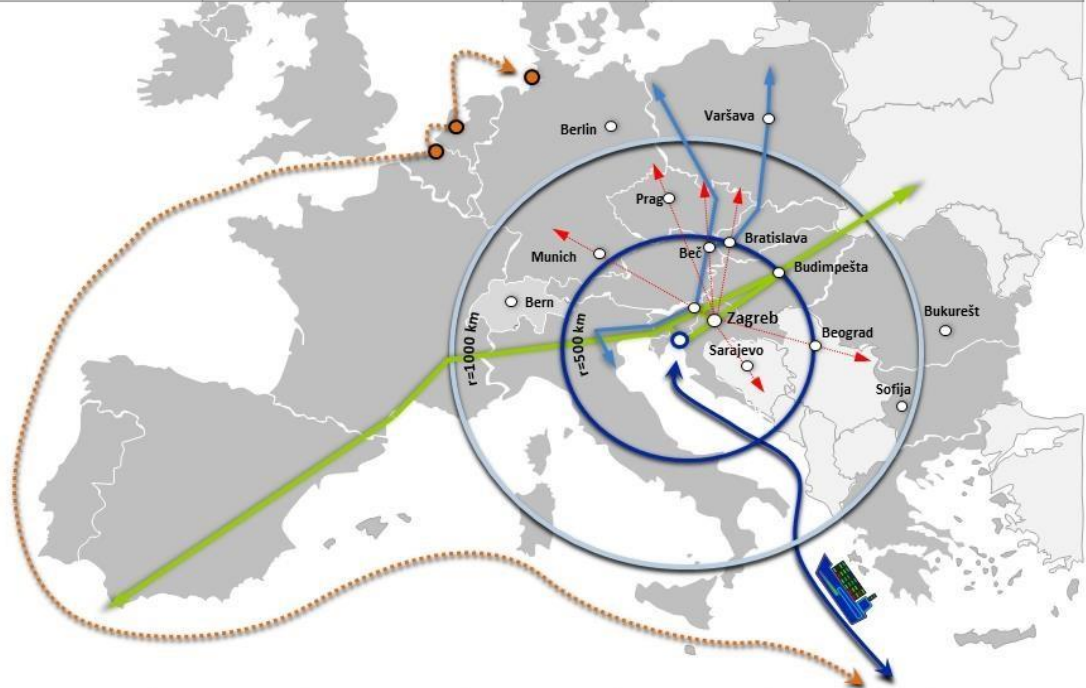 Varšava
Berlin
Prag
Bratislava
Beč
Munich
Budimpešta
Bern
Bukurešt
Zagreb
r=1000 km
r=500 km
Beograd
Sarajevo
Sofija